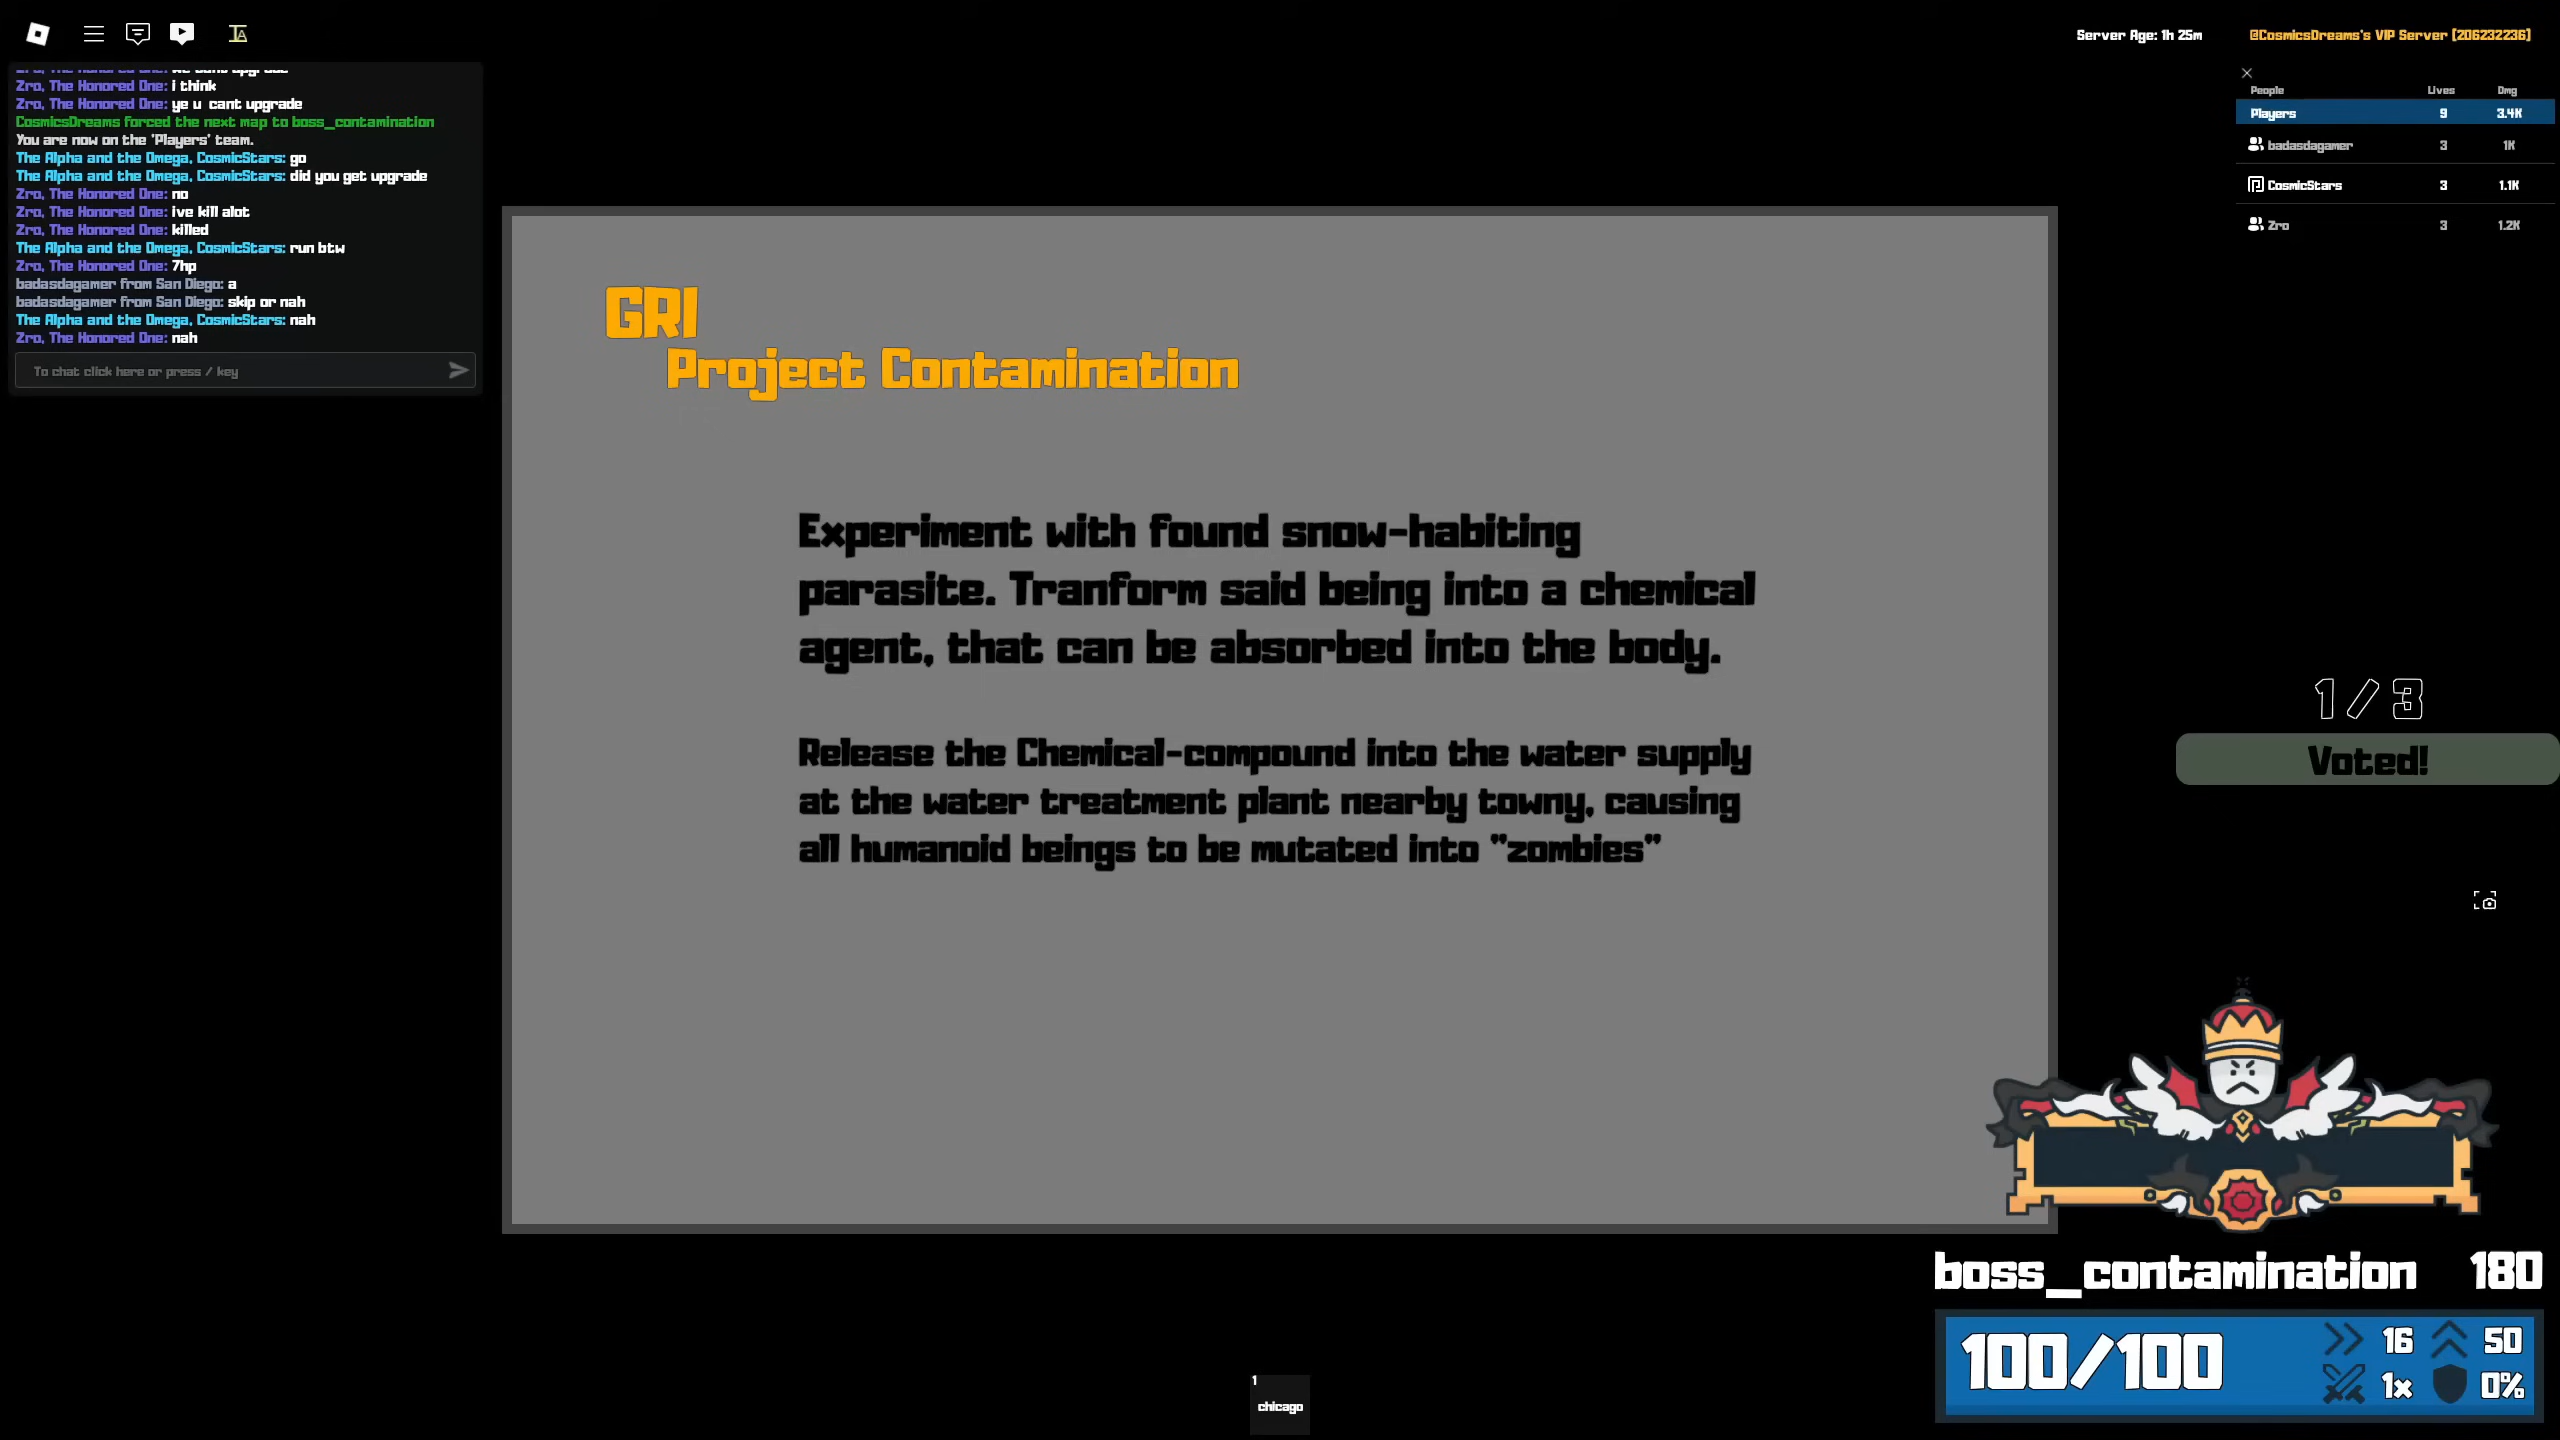 Server Age: 1h 25m
@CosmicsDreams's VIP Server [206232236]
Zro, The Honored One: i think
Zro, The Honored One: ye u cant upgrade
CosmicsDreams forced the next map to boss_contamination
You are now on the 'Players' team.
The Alpha and the Omega, CosmicStars: go
The Alpha and the Omega, CosmicStars: did you get upgrade
Zro, The Honored One: no
Zro, The Honored One: ive kill alot
Zro, The Honored One: killed
The Alpha and the Omega, CosmicStars: run btw
Zro, The Honored One: 7hp
badasdagamer from San Diego: a
badasdagamer from San Diego: skip or nah
The Alpha and the Omega, CosmicStars: nah
Zro, The Honored One: nah
To chat click here or press / key
People Lives Dmg
Players 9 3.4K
badasdagamer 3 1K
CosmicStars 3 1.1K
Zro 3 1.2K
GRI
Project Contamination
Experiment with found snow-habiting
parasite. Tranform said being into a chemical
agent, that can be absorbed into the body.
Release the Chemical-compound into the water supply
at the water treatment plant nearby towny, causing
all humanoid beings to be mutated into "zombies"
1/3
Voted!
boss_contamination 180
100/100
16 50
1x 0%
1
chicago